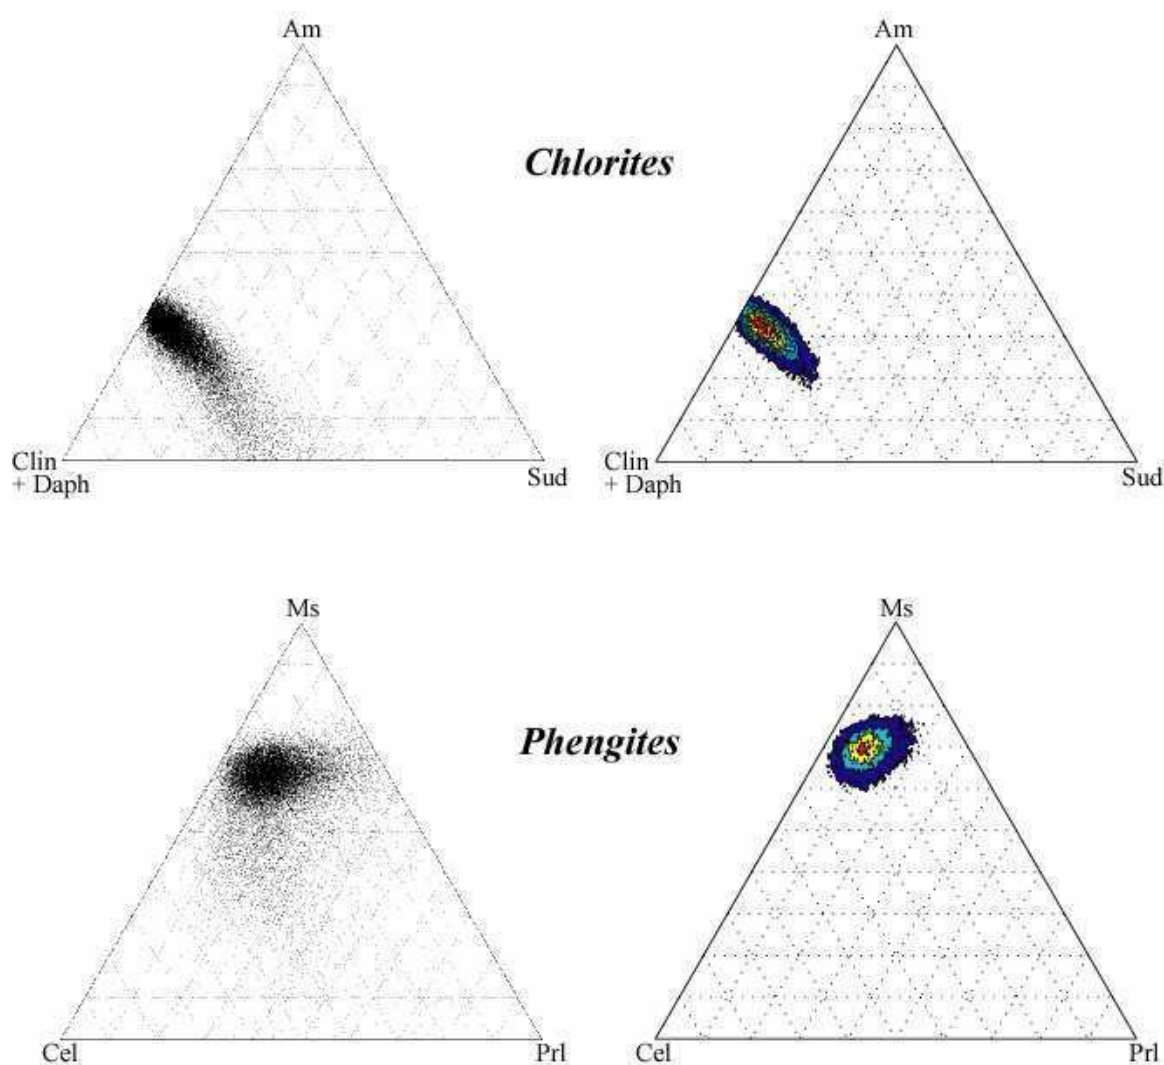 Am
Am
Chlorites
Clin
+ Daph
Sud
Clin
+ Daph
Sud
Ms
Ms
Phengites
Cel
Prl
Cel
Prl